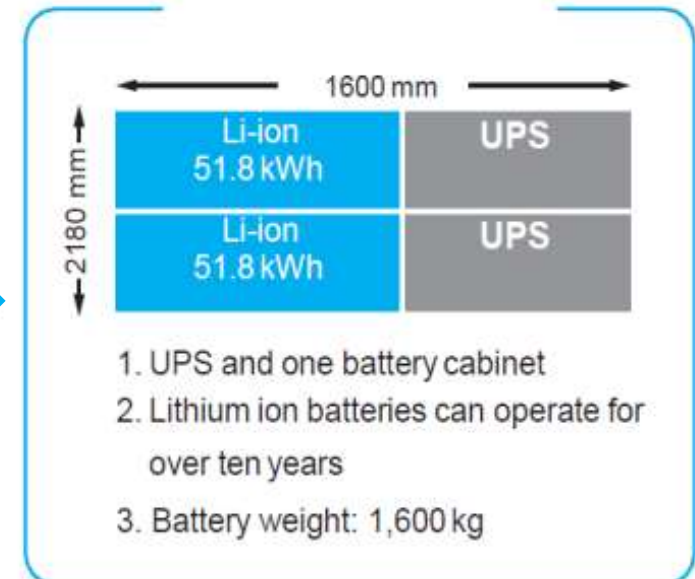 1600 mm
2180 mm
Li-ion
51.8 kWh
UPS
Li-ion
51.8 kWh
UPS
1. UPS and one battery cabinet
2. Lithium ion batteries can operate for
over ten years
3. Battery weight: 1,600 kg